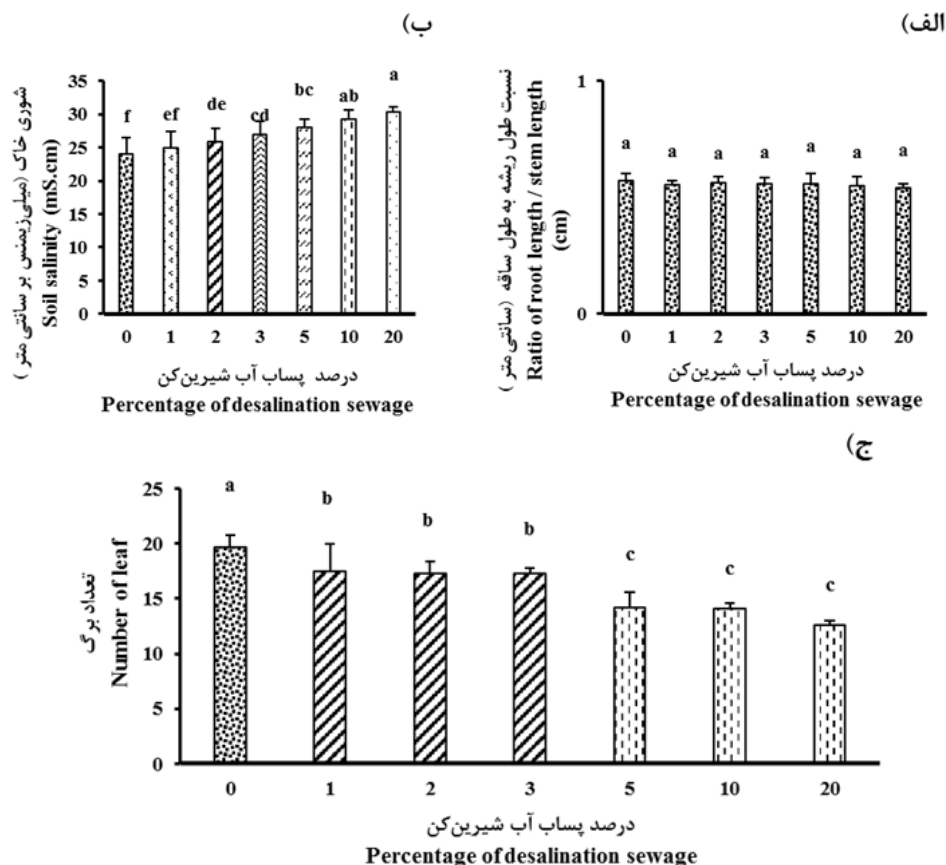 الف)
نسبت طول ریشه به طول ساقه (سانتی متر)
Ratio of root length / stem length
(cm)
1
0
a a a a a a a
0 1 2 3 5 10 20
درصد پساب آب شیرین‌کن
Percentage of desalination sewage
ب)
شوری خاک (میلی‌زیمنس بر سانتی متر)
Soil salinity (mS.cm)
35
30
25
20
15
10
5
0
f ef de cd bc ab a
0 1 2 3 5 10 20
درصد پساب آب شیرین‌کن
Percentage of desalination sewage
ج)
تعداد برگ
Number of leaf
25
20
15
10
5
0
a b b b c c c
0 1 2 3 5 10 20
درصد پساب آب شیرین‌کن
Percentage of desalination sewage